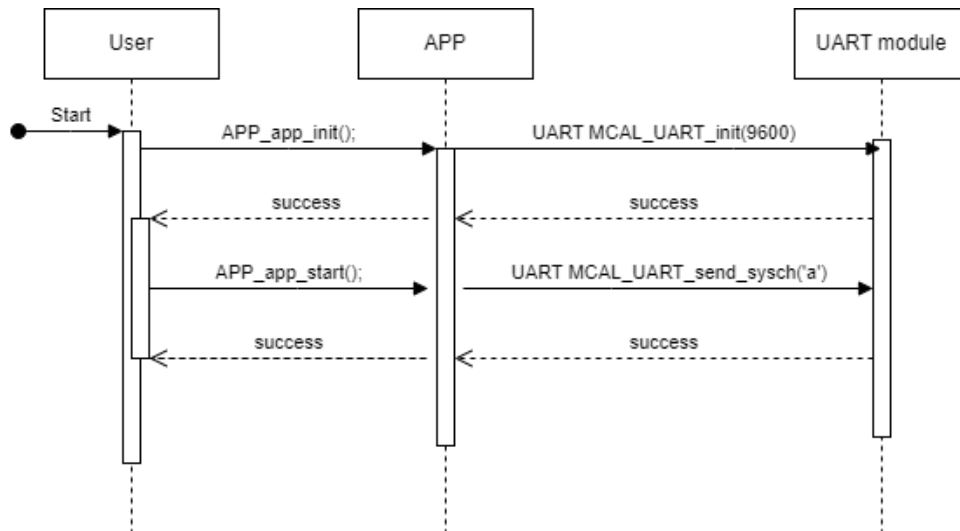 User
APP
UART module
Start
APP_app_init();
UART MCAL_UART_init(9600)
success
success
APP_app_start();
UART MCAL_UART_send_sysch('a')
success
success